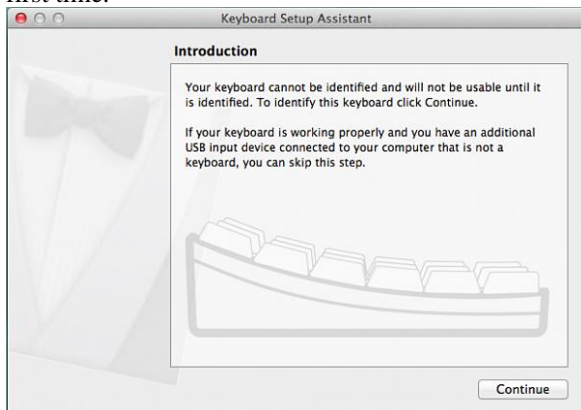 first time.
Keyboard Setup Assistant
Introduction
Your keyboard cannot be identified and will not be usable until it
is identified. To identify this keyboard click Continue.
If your keyboard is working properly and you have an additional
USB input device connected to your computer that is not a
keyboard, you can skip this step.
Continue